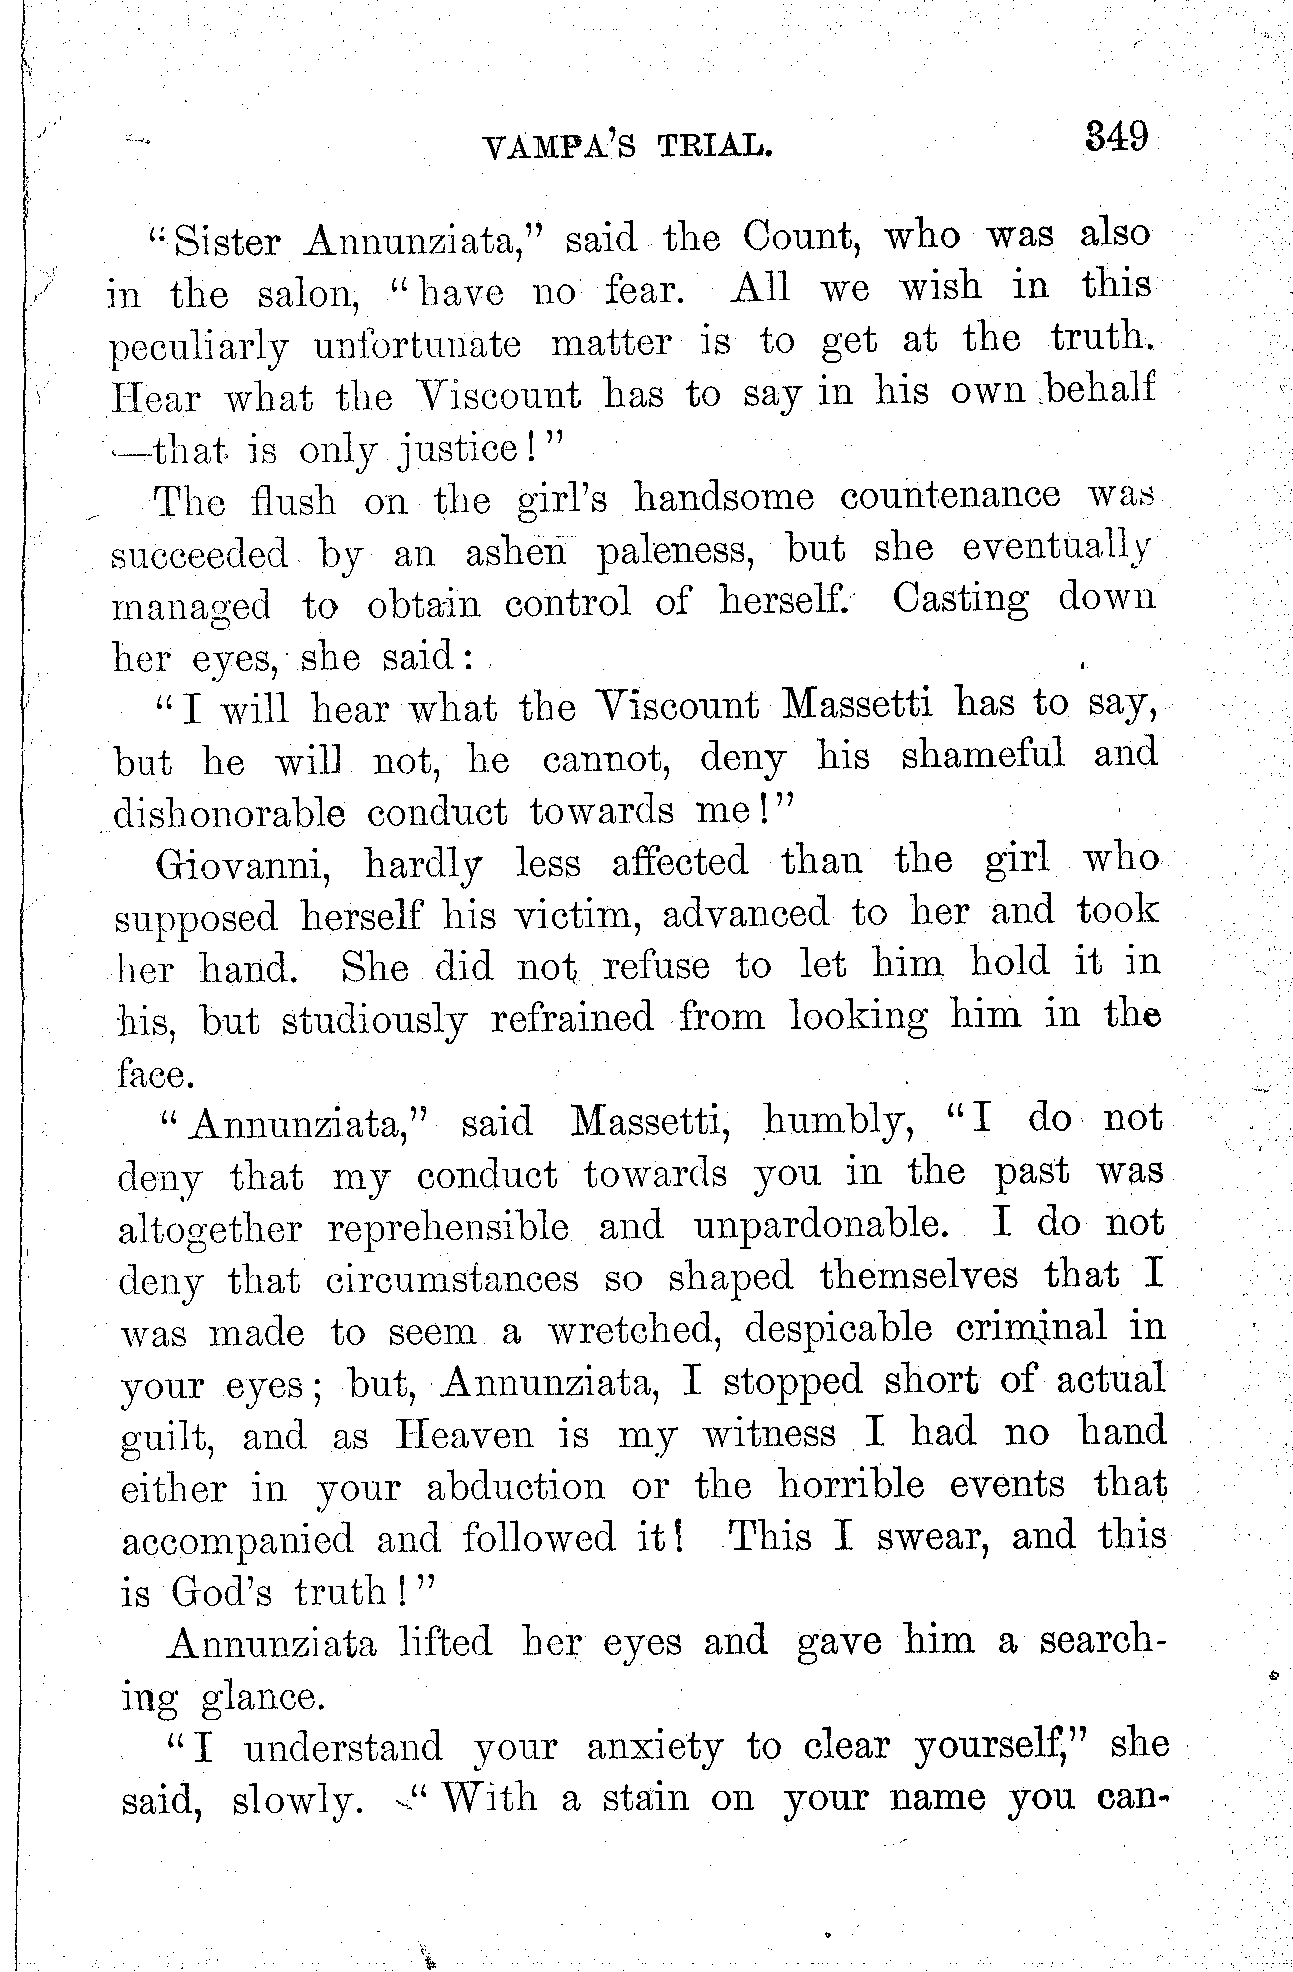 VAMPA'S TRIAL. 349
"Sister Annunziata," said the Count, who was also
in the salon, "have no fear. All we wish in this
peculiarly unfortunate matter is to get at the truth.
Hear what the Viscount has to say in his own behalf
—that is only justice!"
The flush on the girl's handsome countenance was
succeeded by an ashen paleness, but she eventually
managed to obtain control of herself. Casting down
her eyes, she said:
"I will hear what the Viscount Massetti has to say,
but he will not, he cannot, deny his shameful and
dishonorable conduct towards me!"
Giovanni, hardly less affected than the girl who
supposed herself his victim, advanced to her and took
her hand. She did not refuse to let him hold it in
his, but studiously refrained from looking him in the
face.
"Annunziata," said Massetti, humbly, "I do not
deny that my conduct towards you in the past was
altogether reprehensible and unpardonable. I do not
deny that circumstances so shaped themselves that I
was made to seem a wretched, despicable criminal in
your eyes; but, Annunziata, I stopped short of actual
guilt, and as Heaven is my witness I had no hand
either in your abduction or the horrible events that
accompanied and followed it! This I swear, and this
is God's truth!"
Annunziata lifted her eyes and gave him a search-
ing glance.
"I understand your anxiety to clear yourself," she
said, slowly. "With a stain on your name you can-